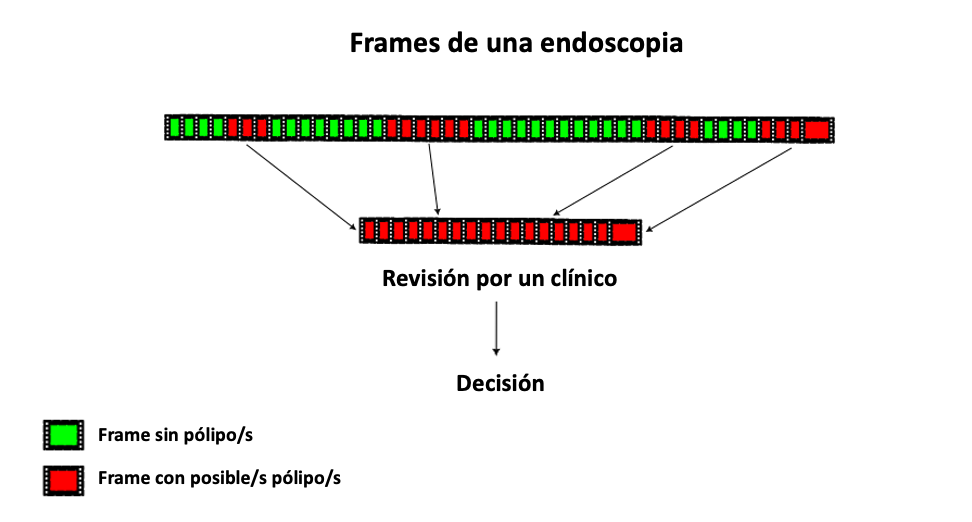 Frames de una endoscopia
Revisión por un clínico
Decisión
Frame sin pólipo/s
Frame con posible/s pólipo/s